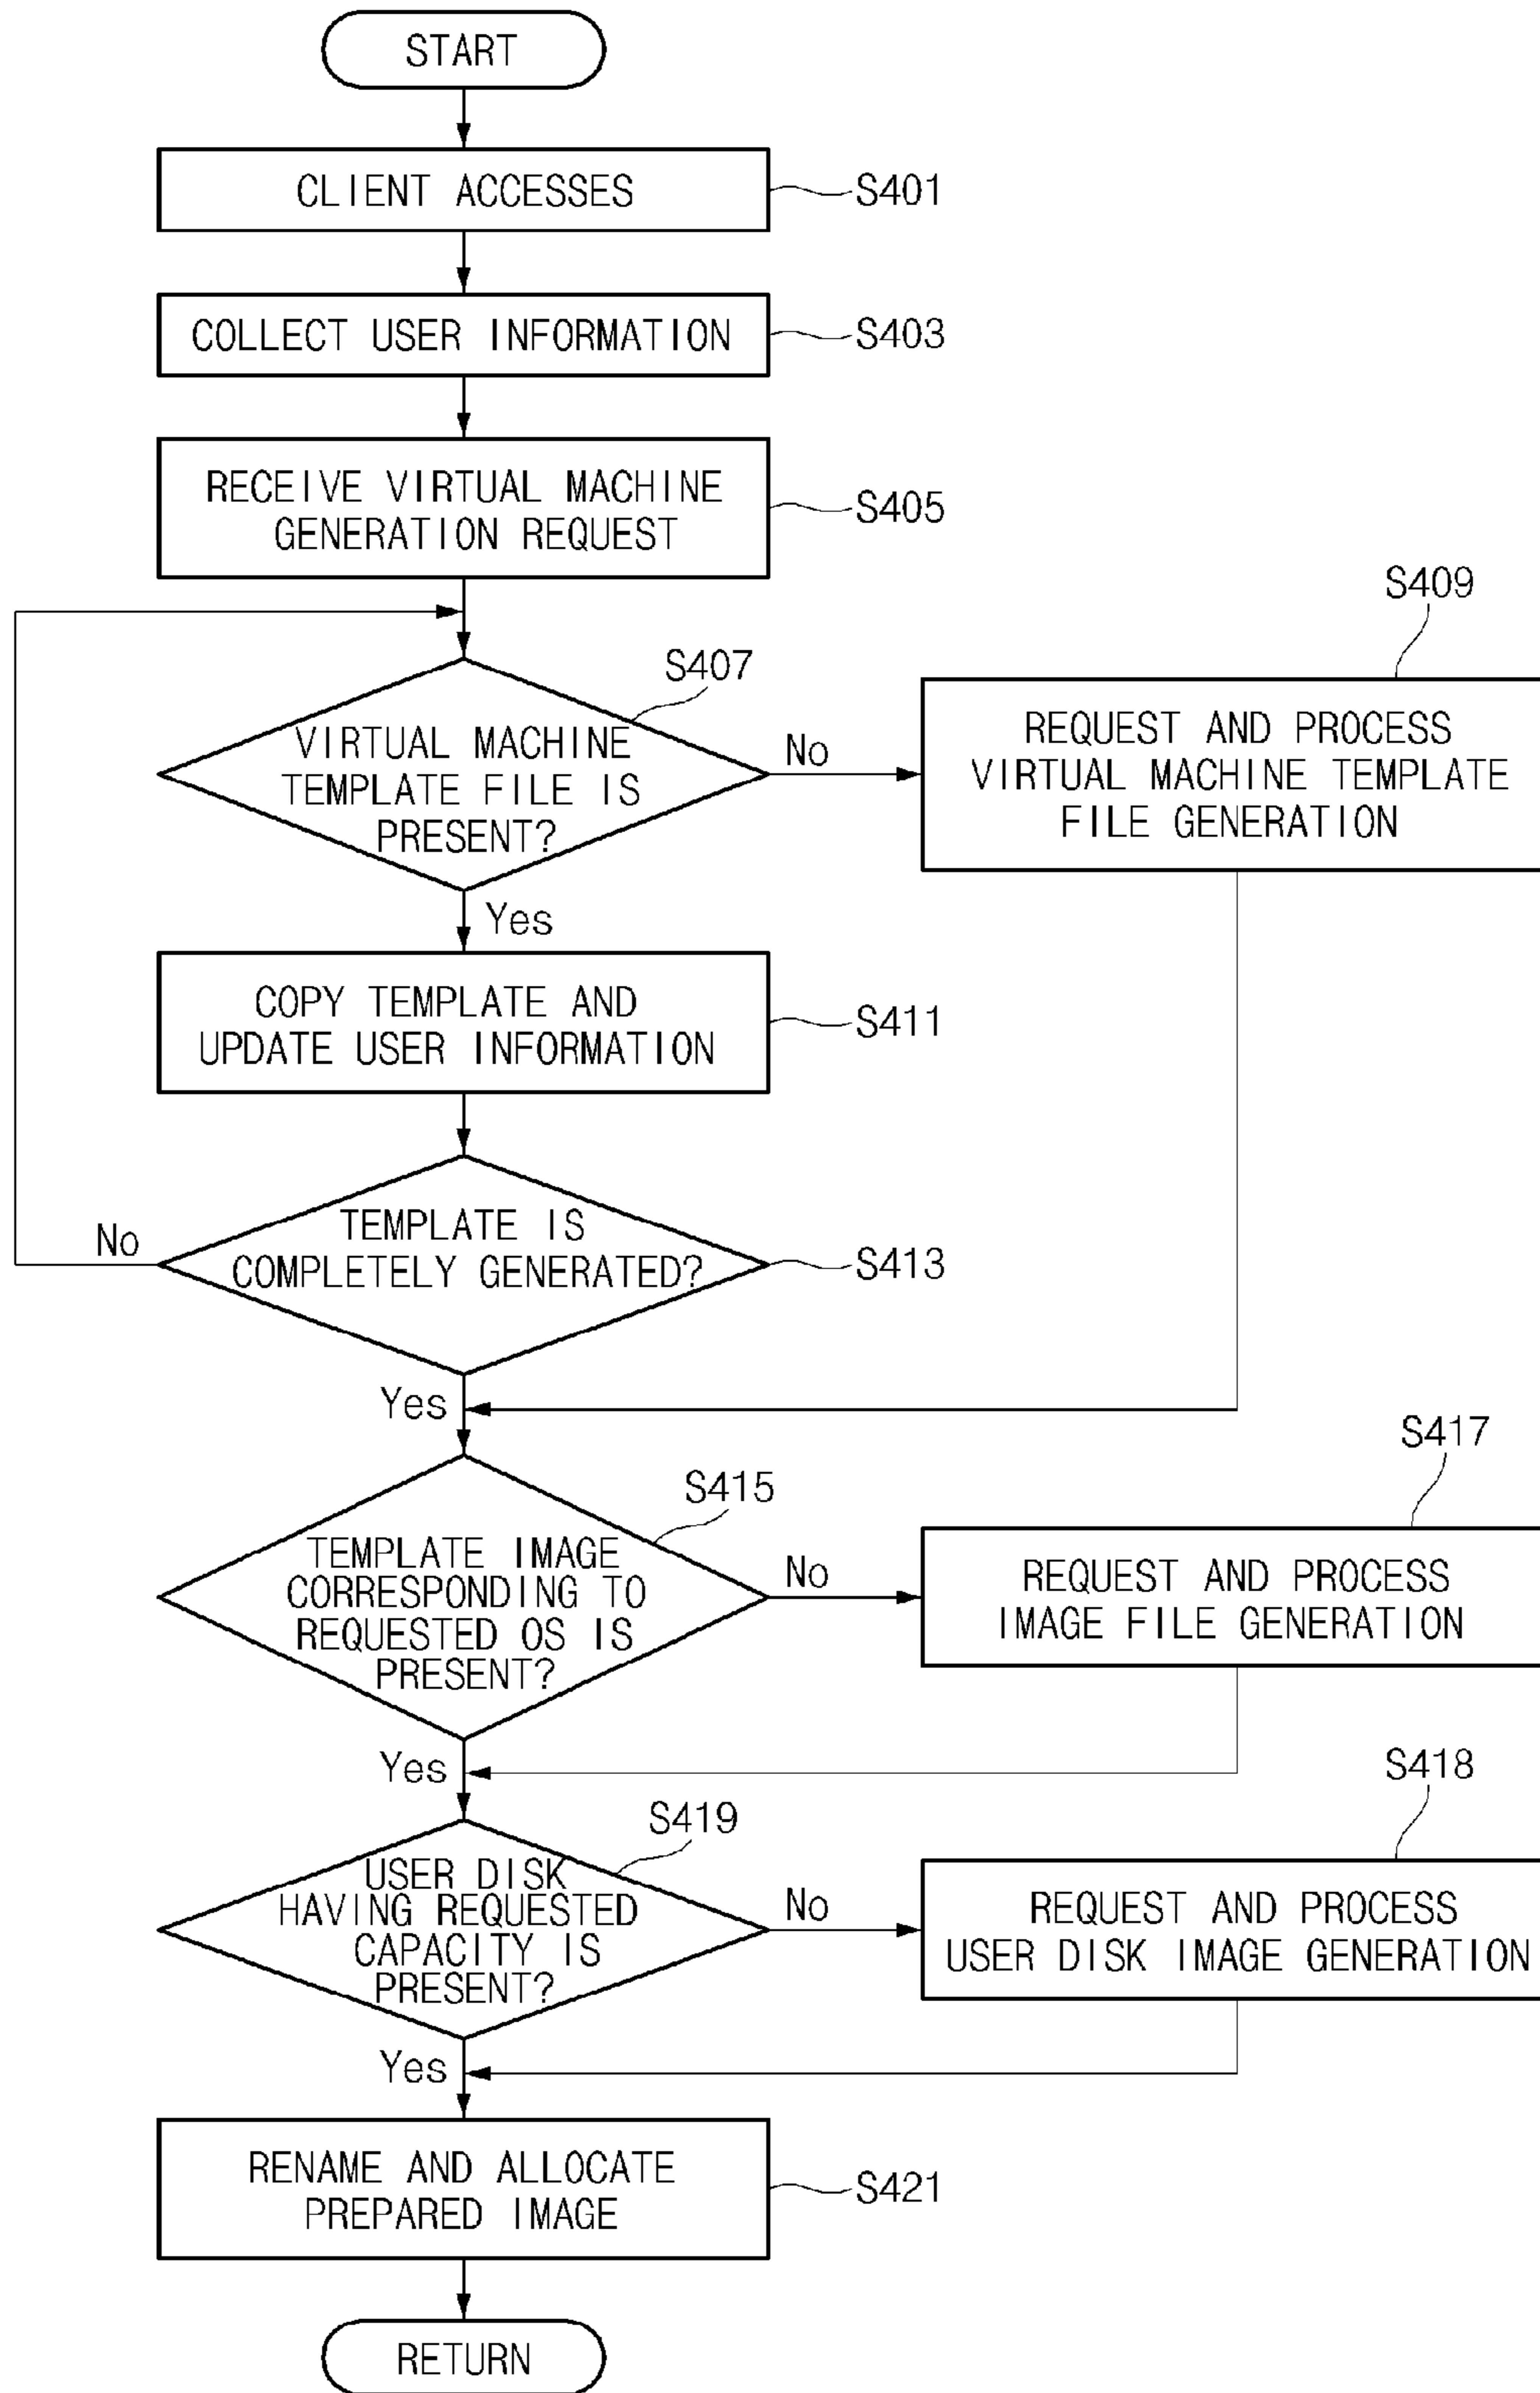 START
CLIENT ACCESSES
S401
COLLECT USER INFORMATION
S403
RECEIVE VIRTUAL MACHINE
GENERATION REQUEST
S405
S407
VIRTUAL MACHINE
TEMPLATE FILE IS
PRESENT?
No
S409
REQUEST AND PROCESS
VIRTUAL MACHINE TEMPLATE
FILE GENERATION
Yes
COPY TEMPLATE AND
UPDATE USER INFORMATION
S411
No
TEMPLATE IS
COMPLETELY GENERATED?
S413
Yes
S415
TEMPLATE IMAGE
CORRESPONDING TO
REQUESTED OS IS
PRESENT?
No
S417
REQUEST AND PROCESS
IMAGE FILE GENERATION
Yes
S419
USER DISK
HAVING REQUESTED
CAPACITY IS
PRESENT?
No
S418
REQUEST AND PROCESS
USER DISK IMAGE GENERATION
Yes
RENAME AND ALLOCATE
PREPARED IMAGE
S421
RETURN